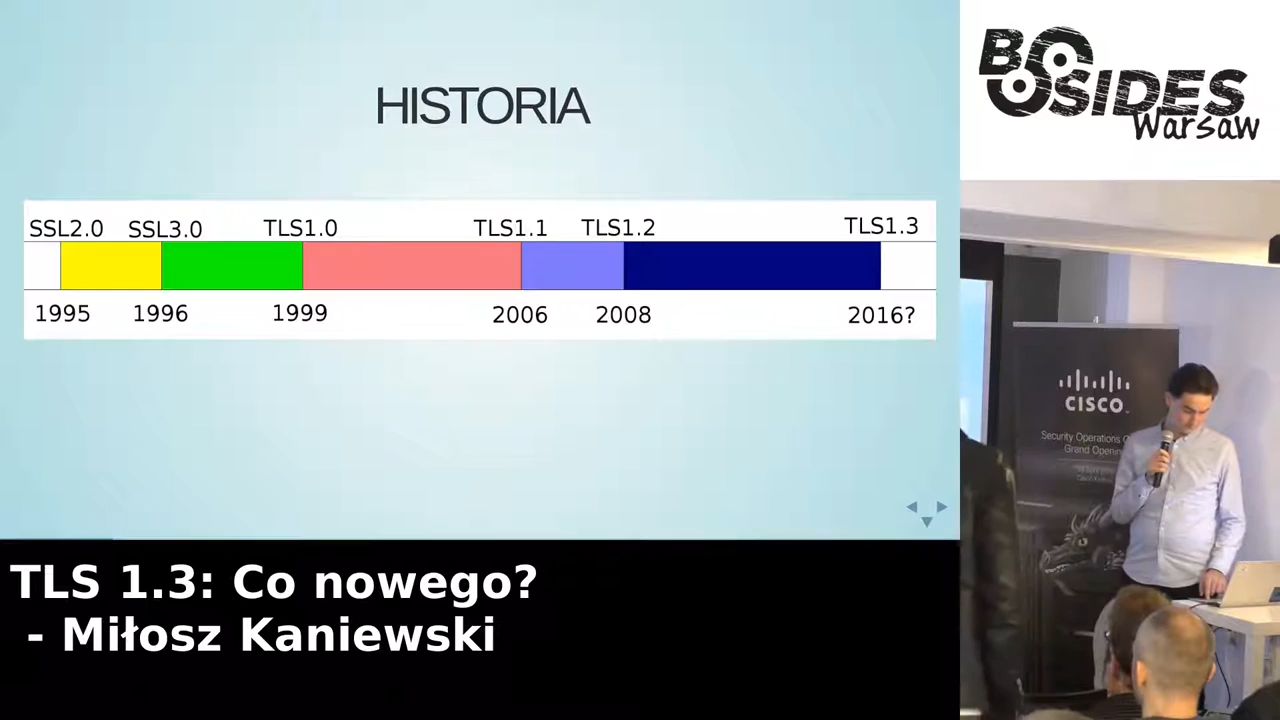 HISTORIA
SSL2.0 SSL3.0 TLS1.0 TLS1.1 TLS1.2 TLS1.3
1995 1996 1999 2006 2008 2016?
TLS 1.3: Co nowego?
- Miłosz Kaniewski
BSIDES
Warsaw
CISCO
Security Operations
Grand Opening